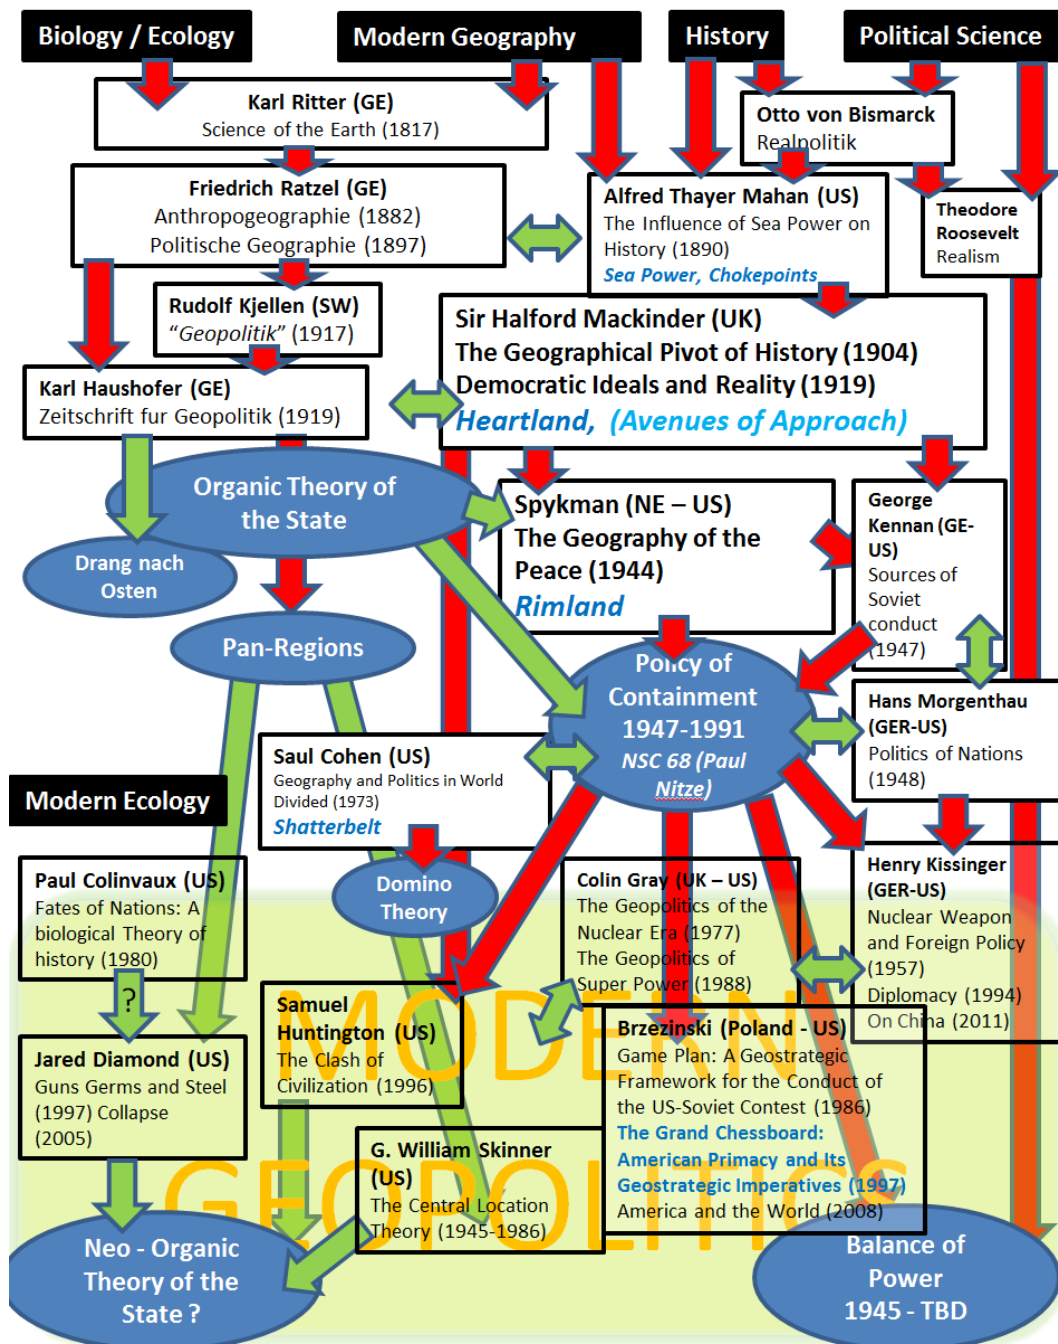 Biology / Ecology
Modern Geography
History
Political Science
Karl Ritter (GE)
Science of the Earth (1817)
Otto von Bismarck
Realpolitik
Friedrich Ratzel (GE)
Anthropogeographie (1882)
Politische Geographie (1897)
Alfred Thayer Mahan (US)
The Influence of Sea Power on
History (1890)
Sea Power, Chokepoints
Theodore
Roosevelt
Realism
Rudolf Kjellen (SW)
“Geopolitik” (1917)
Sir Halford Mackinder (UK)
The Geographical Pivot of History (1904)
Democratic Ideals and Reality (1919)
Heartland, (Avenues of Approach)
Karl Haushofer (GE)
Zeitschrift fur Geopolitik (1919)
Organic Theory of
the State
Drang nach
Osten
Spykman (NE – US)
The Geography of the
Peace (1944)
Rimland
George
Kennan (GE-
US)
Sources of
Soviet
conduct
(1947)
Pan-Regions
Policy of
Containment
1947-1991
NSC 68 (Paul
Nitze)
Hans Morgenthau
(GER-US)
Politics of Nations
(1948)
Saul Cohen (US)
Geography and Politics in World
Divided (1973)
Shatterbelt
Modern Ecology
Domino
Theory
Paul Colinvaux (US)
Fates of Nations: A
biological Theory of
history (1980)
?
Colin Gray (UK – US)
The Geopolitics of the
Nuclear Era (1977)
The Geopolitics of
Super Power (1988)
Henry Kissinger
(GER-US)
Nuclear Weapon
and Foreign Policy
(1957)
Diplomacy (1994)
On China (2011)
MODERN
GEOPOLITICS
Samuel
Huntington (US)
The Clash of
Civilization (1996)
Jared Diamond (US)
Guns Germs and Steel
(1997) Collapse
(2005)
Brzezinski (Poland - US)
Game Plan: A Geostrategic
Framework for the Conduct of
the US-Soviet Contest (1986)
The Grand Chessboard:
American Primacy and Its
Geostrategic Imperatives (1997)
America and the World (2008)
G. William Skinner
(US)
The Central Location
Theory (1945-1986)
Neo - Organic
Theory of the
State ?
Balance of
Power
1945 - TBD